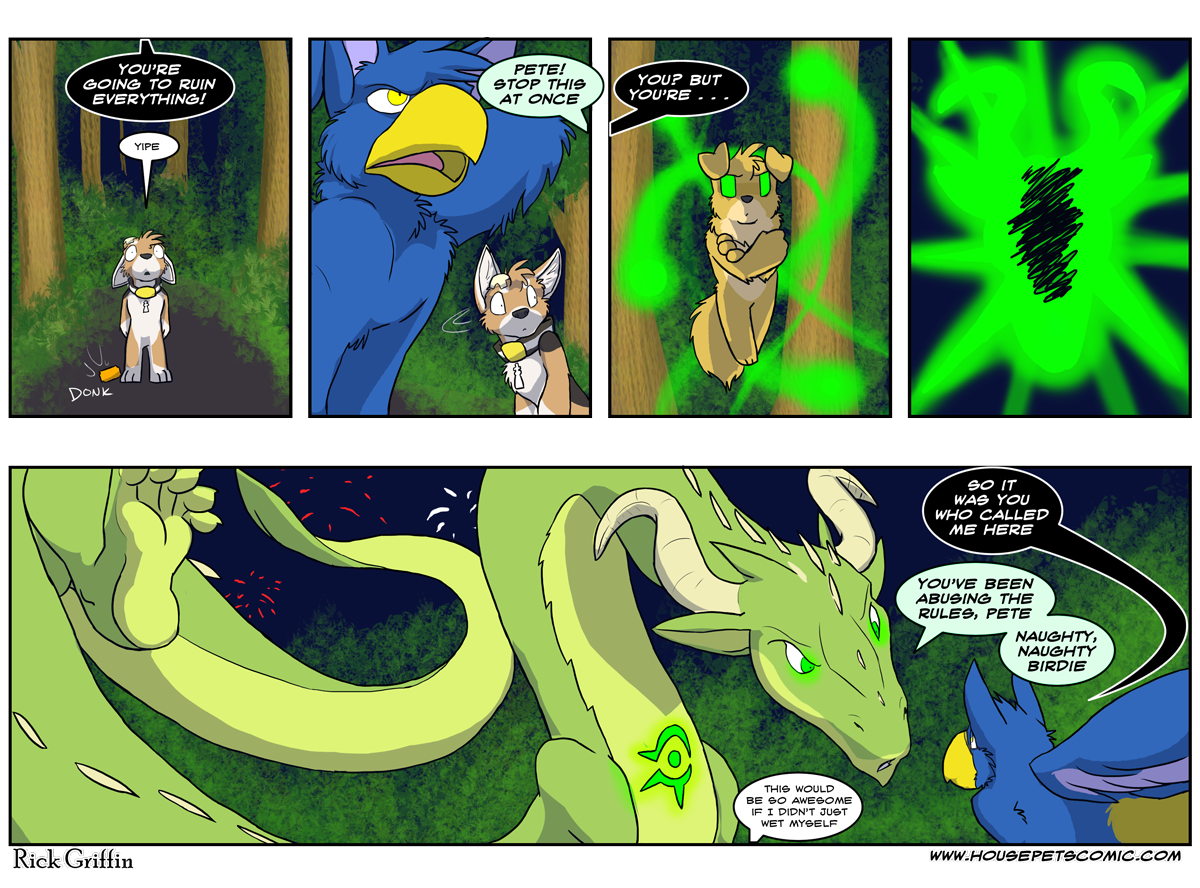 YOU'RE
GOING TO RUIN
EVERYTHING!
YIPE
DONK
PETE!
STOP THIS
AT ONCE
YOU? BUT
YOU'RE . . .
SO IT
WAS YOU
WHO CALLED
ME HERE
YOU'VE BEEN
ABUSING THE
RULES, PETE
NAUGHTY,
NAUGHTY
BIRDIE
THIS WOULD
BE SO AWESOME
IF I DIDN'T JUST
WET MYSELF
Rick Griffin
WWW.HOUSEPETSCOMIC.COM